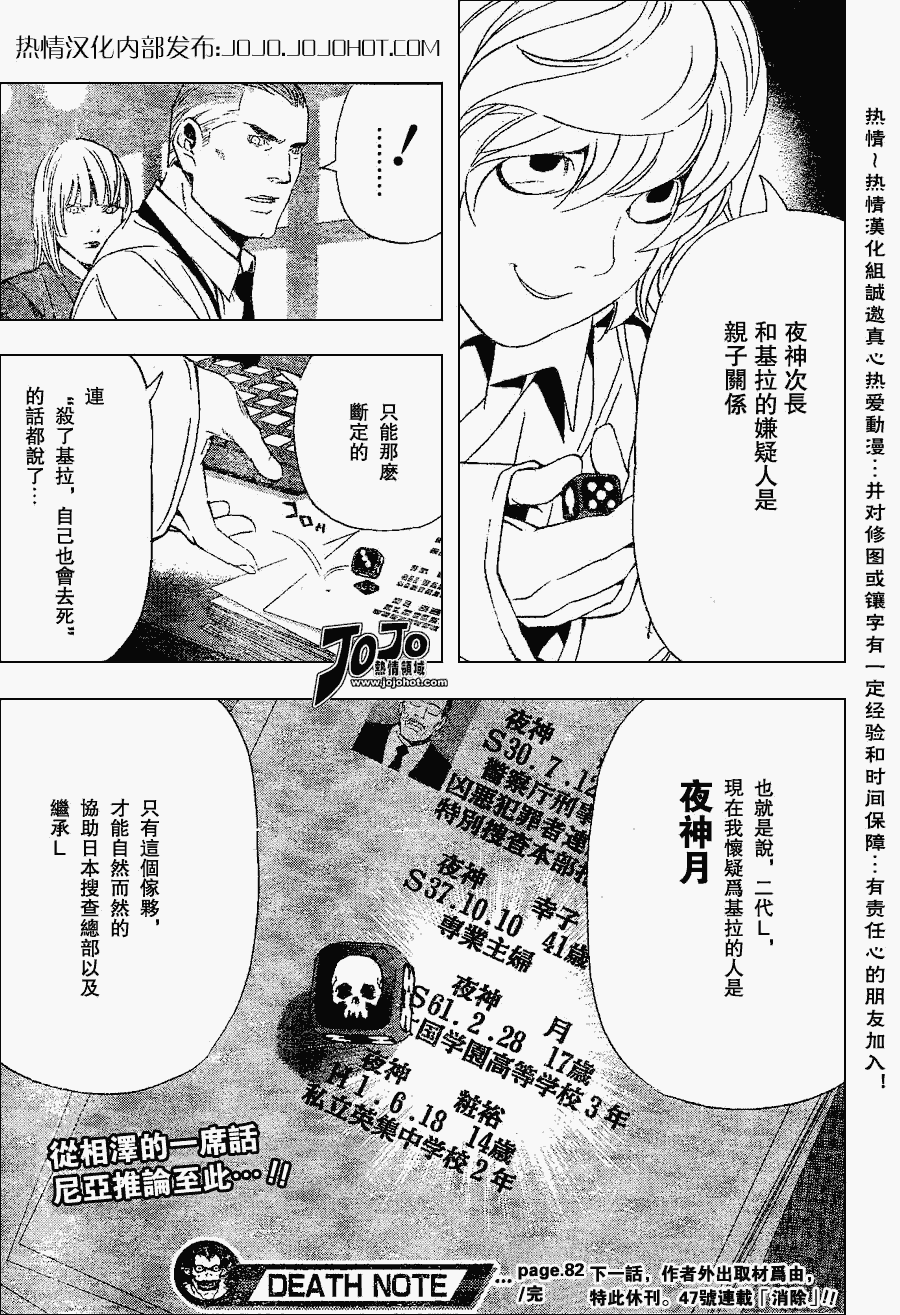 热情汉化内部发布:JOJO.JOJOHOT.COM
夜神次長
和基拉的嫌疑人是
親子關係
！
……
只能那麽
斷定的
連
“殺了基拉，自己也會去死”
的話都說了…
JOJO
熱情領域
www.jojohot.com
也就是說，二代L，
現在我懷疑爲基拉的人是
夜神月
夜神
S30.7.12
警察庁刑事
凶悪犯罪者連
特別捜査本部指
夜神 幸子
S37.10.10 41歳
専業主婦
夜神 月
S61.2.28 17歳
国学園高等学校3年
夜神 粧裕
H1.6.18 14歳
私立英集中学校2年
只有這個傢夥，
才能自然而然的
協助日本搜查總部以及
繼承L
從相澤的一席話
尼亞推論至此…!!
DEATH NOTE
... page.82
/完
下一話，作者外出取材爲由，
特此休刊。47號連載「消除」!!
热情~热情漢化組誠邀真心热爱動漫…并对修图或镶字有一定经验和时间保障…有责任心的朋友加入!